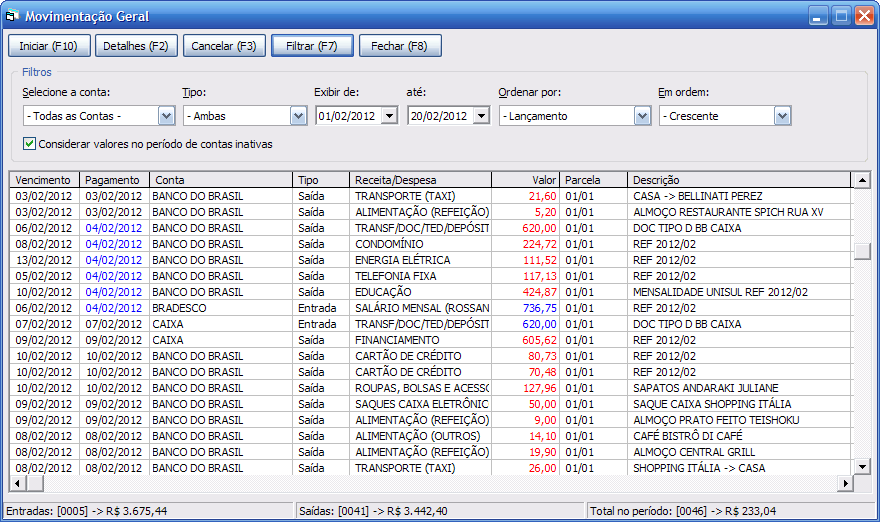 Movimentação Geral
Iniciar (F10) Detalhes (F2) Cancelar (F3) Filtrar (F7) Fechar (F8)
Filtros
Selecione a conta: Tipo: Exibir de: até: Ordenar por: Em ordem:
- Todas as Contas - - Ambas 01/02/2012 20/02/2012 - Lançamento - Crescente
Considerar valores no período de contas inativas
Vencimento Pagamento Conta Tipo Receita/Despesa Valor Parcela Descrição
03/02/2012 03/02/2012 BANCO DO BRASIL Saída TRANSPORTE (TAXI) 21,60 01/01 CASA -> BELLINATI PEREZ
03/02/2012 03/02/2012 BANCO DO BRASIL Saída ALIMENTAÇÃO (REFEIÇÃO) 5,20 01/01 ALMOÇO RESTAURANTE SPICH RUA XV
06/02/2012 04/02/2012 BANCO DO BRASIL Saída TRANSF/DOC/TED/DEPÓSIT 620,00 01/01 DOC TIPO D BB CAIXA
08/02/2012 04/02/2012 BANCO DO BRASIL Saída CONDOMÍNIO 224,72 01/01 REF 2012/02
13/02/2012 04/02/2012 BANCO DO BRASIL Saída ENERGIA ELÉTRICA 111,52 01/01 REF 2012/02
05/02/2012 04/02/2012 BANCO DO BRASIL Saída TELEFONIA FIXA 117,13 01/01 REF 2012/02
10/02/2012 04/02/2012 BANCO DO BRASIL Saída EDUCAÇÃO 424,87 01/01 MENSALIDADE UNISUL REF 2012/02
06/02/2012 04/02/2012 BRADESCO Entrada SALÁRIO MENSAL (ROSSAN 736,75 01/01 REF 2012/02
07/02/2012 07/02/2012 CAIXA Entrada TRANSF/DOC/TED/DEPÓSIT 620,00 01/01 DOC TIPO D BB CAIXA
09/02/2012 09/02/2012 CAIXA Saída FINANCIAMENTO 605,62 01/01 REF 2012/02
10/02/2012 10/02/2012 BANCO DO BRASIL Saída CARTÃO DE CRÉDITO 80,73 01/01 REF 2012/02
10/02/2012 10/02/2012 BANCO DO BRASIL Saída CARTÃO DE CRÉDITO 70,48 01/01 REF 2012/02
10/02/2012 10/02/2012 BANCO DO BRASIL Saída ROUPAS, BOLSAS E ACESSO 127,96 01/01 SAPATOS ANDARAKI JULIANE
09/02/2012 09/02/2012 BANCO DO BRASIL Saída SAQUES CAIXA ELETRÔNIC 50,00 01/01 SAQUE CAIXA SHOPPING ITÁLIA
09/02/2012 09/02/2012 BANCO DO BRASIL Saída ALIMENTAÇÃO (REFEIÇÃO) 9,00 01/01 ALMOÇO PRATO FEITO TEISHOKU
08/02/2012 08/02/2012 BANCO DO BRASIL Saída ALIMENTAÇÃO (OUTROS) 14,10 01/01 CAFÉ BISTRÔ DI CAFÉ
08/02/2012 08/02/2012 BANCO DO BRASIL Saída ALIMENTAÇÃO (REFEIÇÃO) 19,90 01/01 ALMOÇO CENTRAL GRILL
08/02/2012 08/02/2012 BANCO DO BRASIL Saída TRANSPORTE (TAXI) 26,00 01/01 SHOPPING ITÁLIA -> CASA
Entradas: [0005] -> R$ 3.675,44 Saídas: [0041] -> R$ 3.442,40 Total no período: [0046] -> R$ 233,04